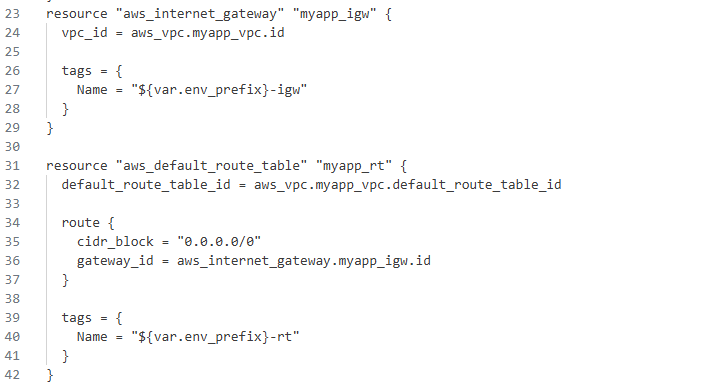 23 resource "aws_internet_gateway" "myapp_igw" {
24   vpc_id = aws_vpc.myapp_vpc.id
25
26   tags = {
27     Name = "${var.env_prefix}-igw"
28   }
29 }
30
31 resource "aws_default_route_table" "myapp_rt" {
32   default_route_table_id = aws_vpc.myapp_vpc.default_route_table_id
33
34   route {
35     cidr_block = "0.0.0.0/0"
36     gateway_id = aws_internet_gateway.myapp_igw.id
37   }
38
39   tags = {
40     Name = "${var.env_prefix}-rt"
41   }
42 }